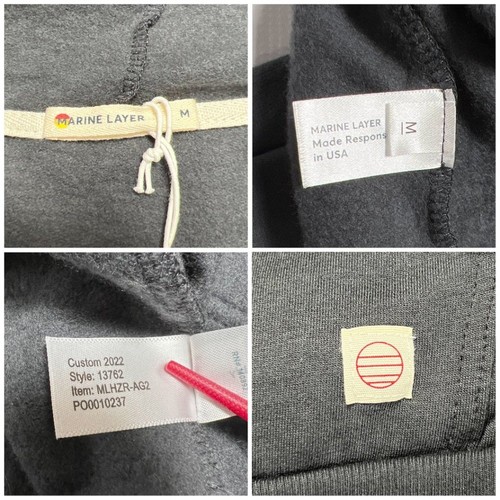 MARINE LAYER M
MARINE LAYER
Made Respons
in USA
M
Custom 2022
Style: 13762
Item: MLHZR-AG2
PO0010237